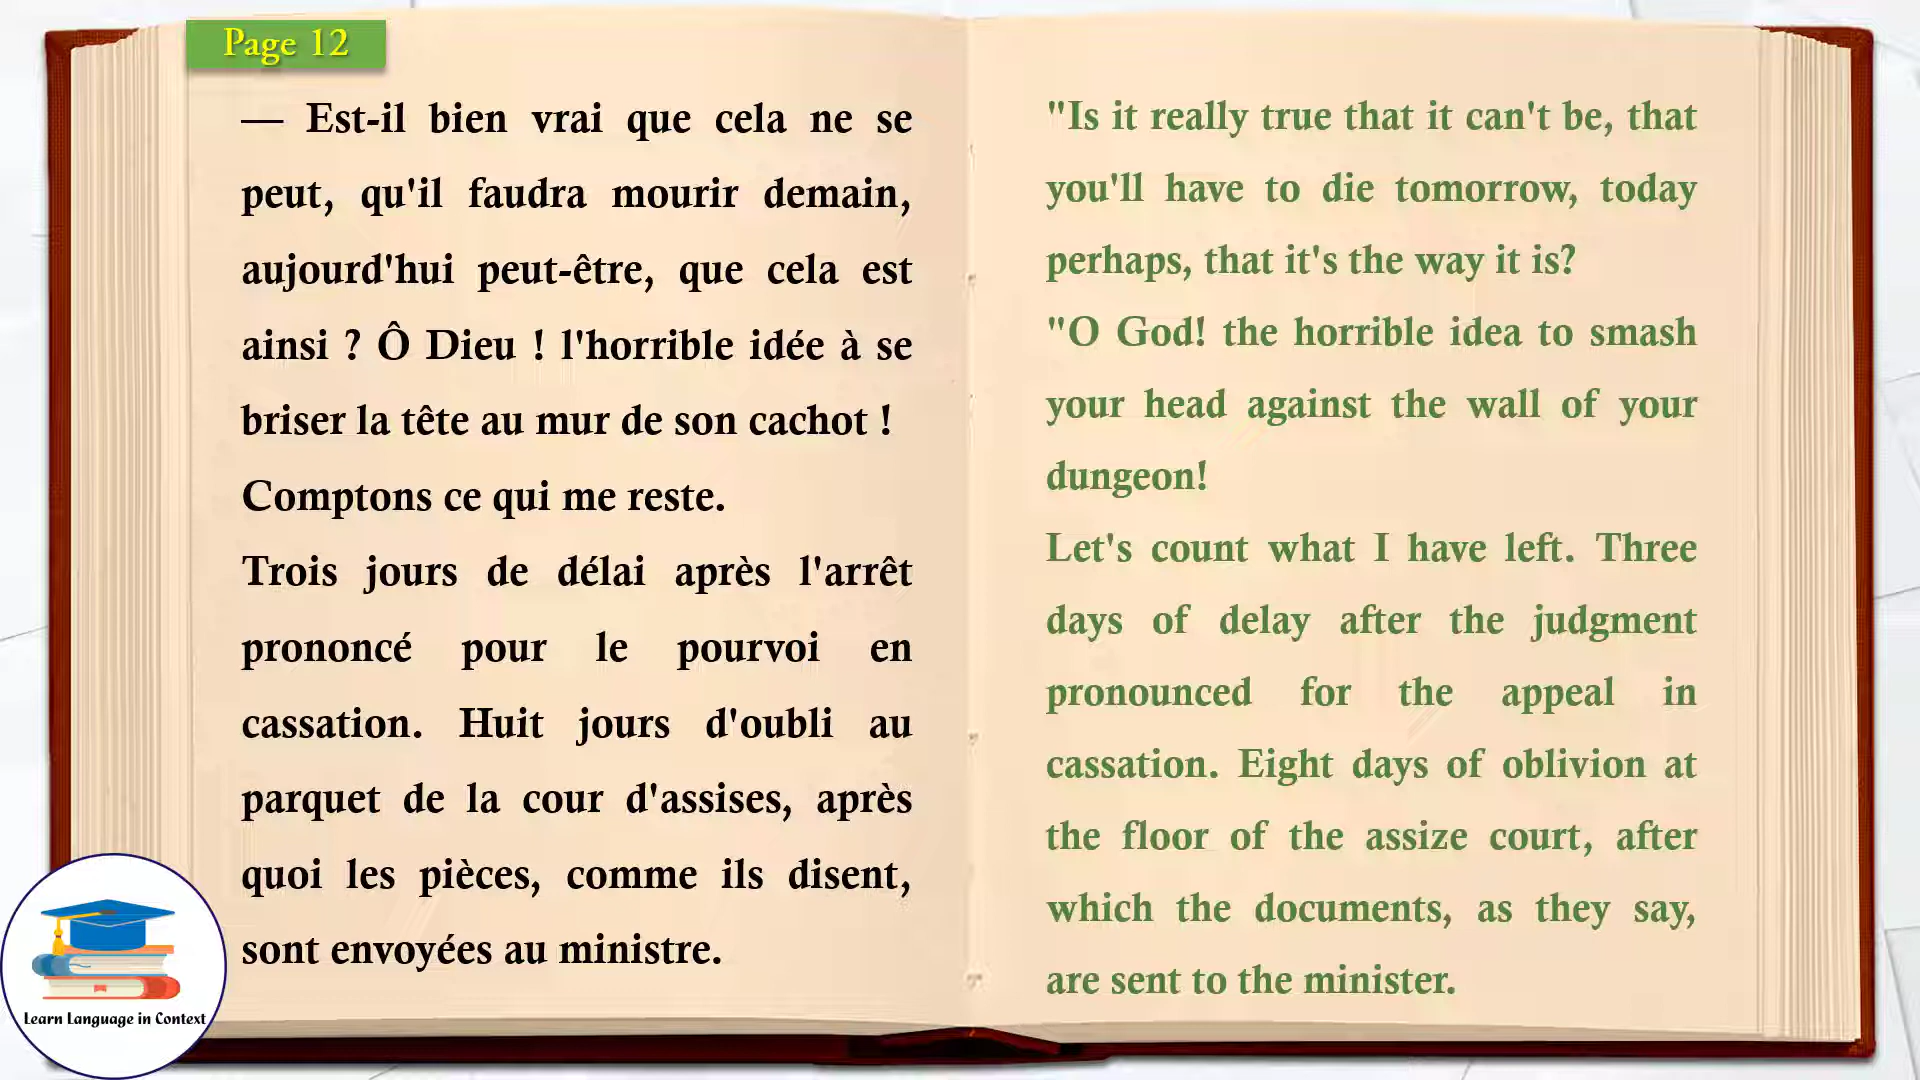 Page 12
— Est-il bien vrai que cela ne se
peut, qu'il faudra mourir demain,
aujourd'hui peut-être, que cela est
ainsi ? Ô Dieu ! l'horrible idée à se
briser la tête au mur de son cachot !
Comptons ce qui me reste.
Trois jours de délai après l'arrêt
prononcé pour le pourvoi en
cassation. Huit jours d'oubli au
parquet de la cour d'assises, après
quoi les pièces, comme ils disent,
sont envoyées au ministre.
"Is it really true that it can't be, that
you'll have to die tomorrow, today
perhaps, that it's the way it is?
"O God! the horrible idea to smash
your head against the wall of your
dungeon!
Let's count what I have left. Three
days of delay after the judgment
pronounced for the appeal in
cassation. Eight days of oblivion at
the floor of the assize court, after
which the documents, as they say,
are sent to the minister.
Learn Language in Context